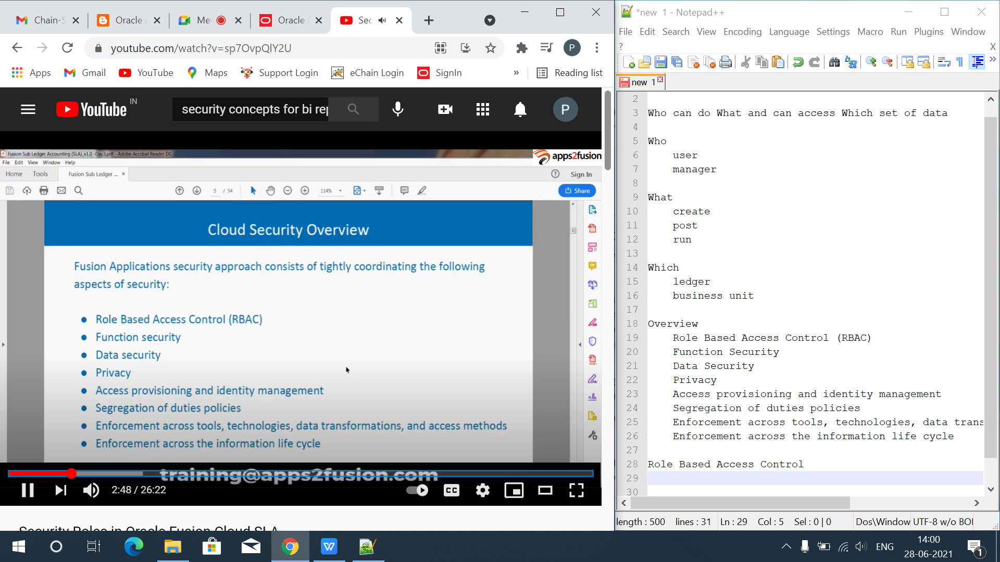 Chain-S
Oracle
Me
Oracle
Sec
youtube.com/watch?v=sp7OvpQlY2U
P
Apps
Gmail
YouTube
Maps
Support Login
eChain Login
SignIn
»
Reading list
YouTube
IN
security concepts for bi rep
P
Fusion Sub Ledger Accounting (SLA)_v1.0 -Day3.pdf - Adobe Acrobat Reader DC
apps2fusion
File Edit View Window Help
Home Tools Fusion Sub Ledger ... ×
Sign In
5 / 54
114%
Share
Cloud Security Overview
Fusion Applications security approach consists of tightly coordinating the following
aspects of security:
● Role Based Access Control (RBAC)
● Function security
● Data security
● Privacy
● Access provisioning and identity management
● Segregation of duties policies
● Enforcement across tools, technologies, data transformations, and access methods
● Enforcement across the information life cycle
training@apps2fusion.com
2:48 / 26:22
CC
Security Roles in Oracle Fusion Cloud SLA
*new 1 - Notepad++
File Edit Search View Encoding Language Settings Macro Run Plugins Window
? X
new 1
2
3 Who can do What and can access Which set of data
4
5 Who
6 user
7 manager
8
9 What
10 create
11 post
12 run
13
14 Which
15 ledger
16 business unit
17
18 Overview
19 Role Based Access Control (RBAC)
20 Function Security
21 Data Security
22 Privacy
23 Access provisioning and identity management
24 Segregation of duties policies
25 Enforcement across tools, technologies, data trans
26 Enforcement across the information life cycle
27
28 Role Based Access Control
29
30
length : 500 lines : 31 Ln : 29 Col : 5 Sel : 0 | 0 Dos\Window UTF-8 w/o BOI
W
ENG
14:00
28-06-2021
1